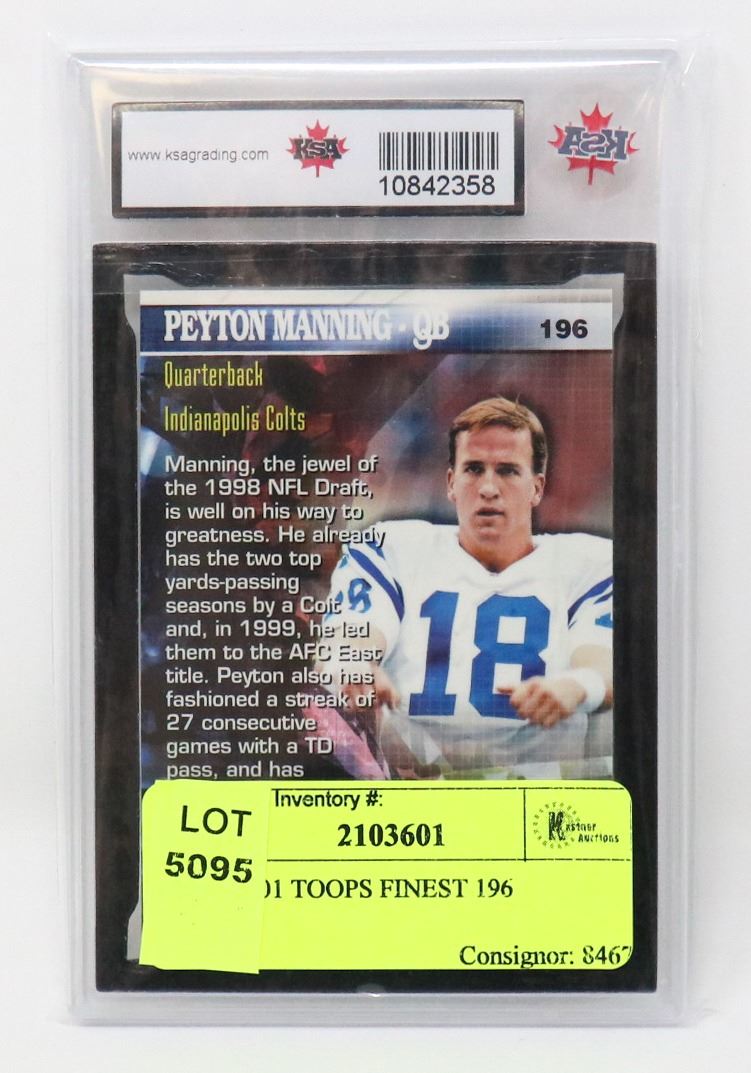 www.ksagrading.com
KSA
10842358
KSA
PEYTON MANNING - QB
196
Quarterback
Indianapolis Colts
Manning, the jewel of
the 1998 NFL Draft,
is well on his way to
greatness. He already
has the two top
yards-passing
seasons by a Colt
and, in 1999, he led
them to the AFC East
title. Peyton also has
fashioned a streak of
27 consecutive
games with a TD
pass, and has
18
LOT
5095
Inventory #:
2103601
Kastner
Auctions
01 TOOPS FINEST 196
Consignor: 8467